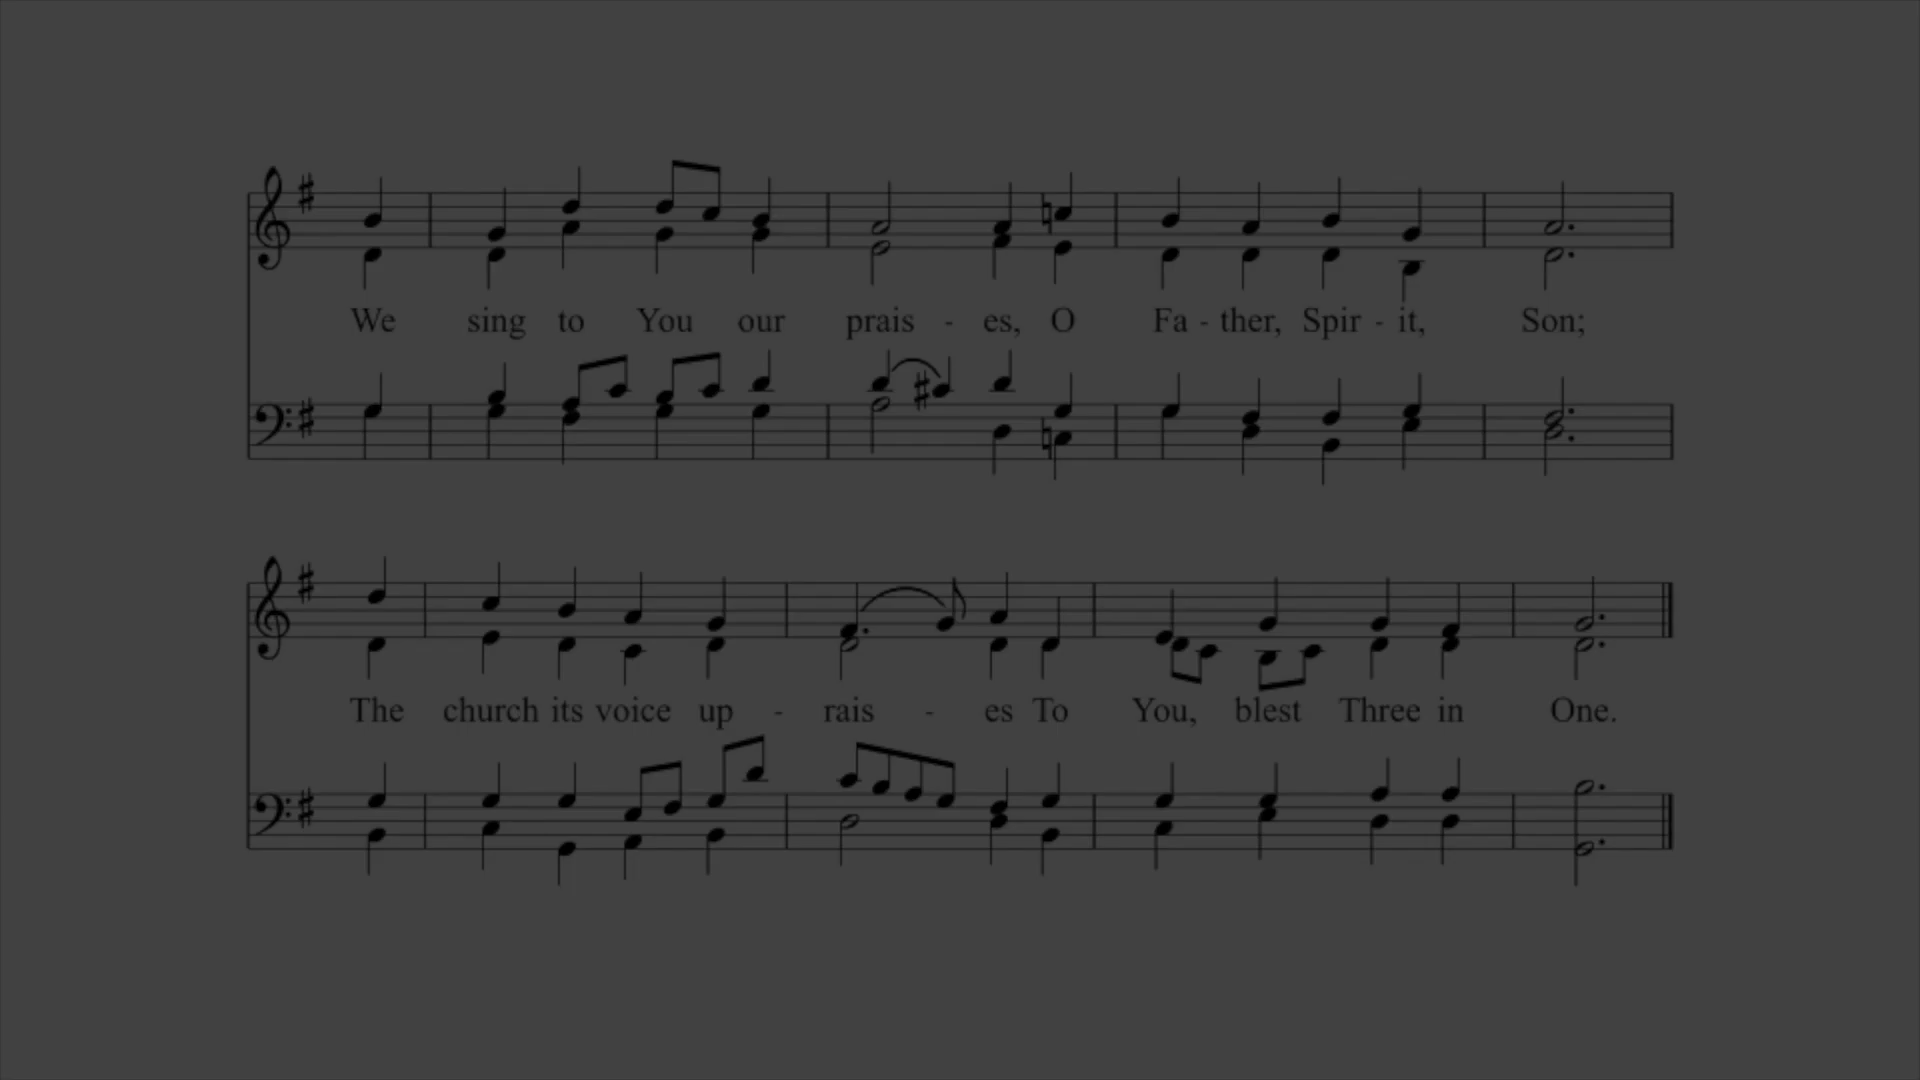 We sing to You our prais - es, O Fa - ther, Spir - it, Son;
The church its voice up - rais - es To You, blest Three in One.